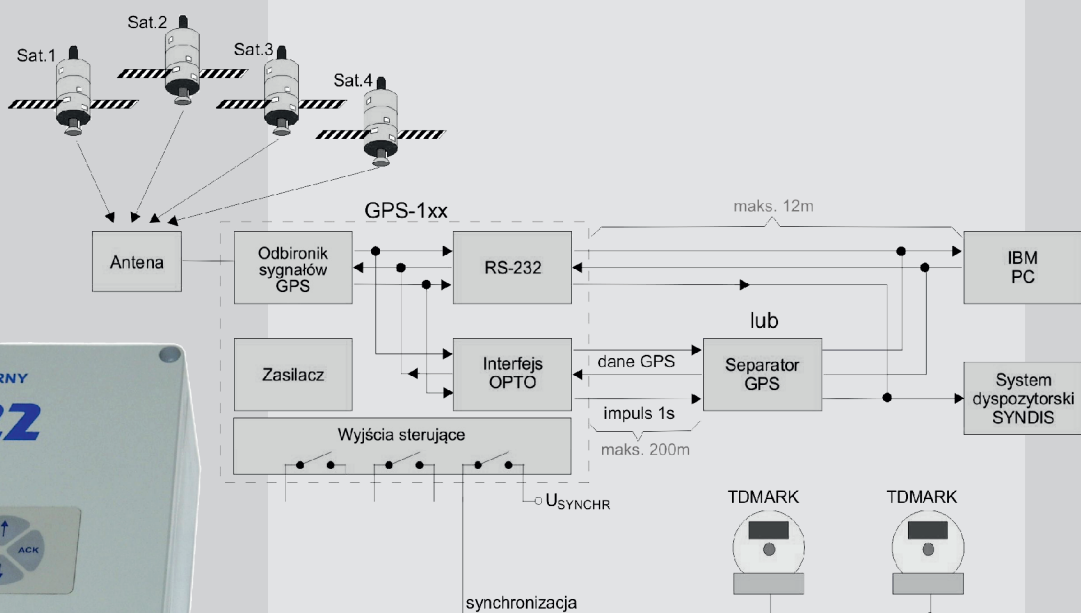 Sat.1
Sat.2
Sat.3
Sat.4
GPS-1xx
maks. 12m
Antena
Odbironik
sygnałów
GPS
RS-232
IBM
PC
lub
Zasilacz
Interfejs
OPTO
dane GPS
impuls 1s
maks. 200m
Separator
GPS
System
dyspozytorski
SYNDIS
Wyjścia sterujące
USYNCHR
TDMARK
TDMARK
synchronizacja
RNY
22
ACK